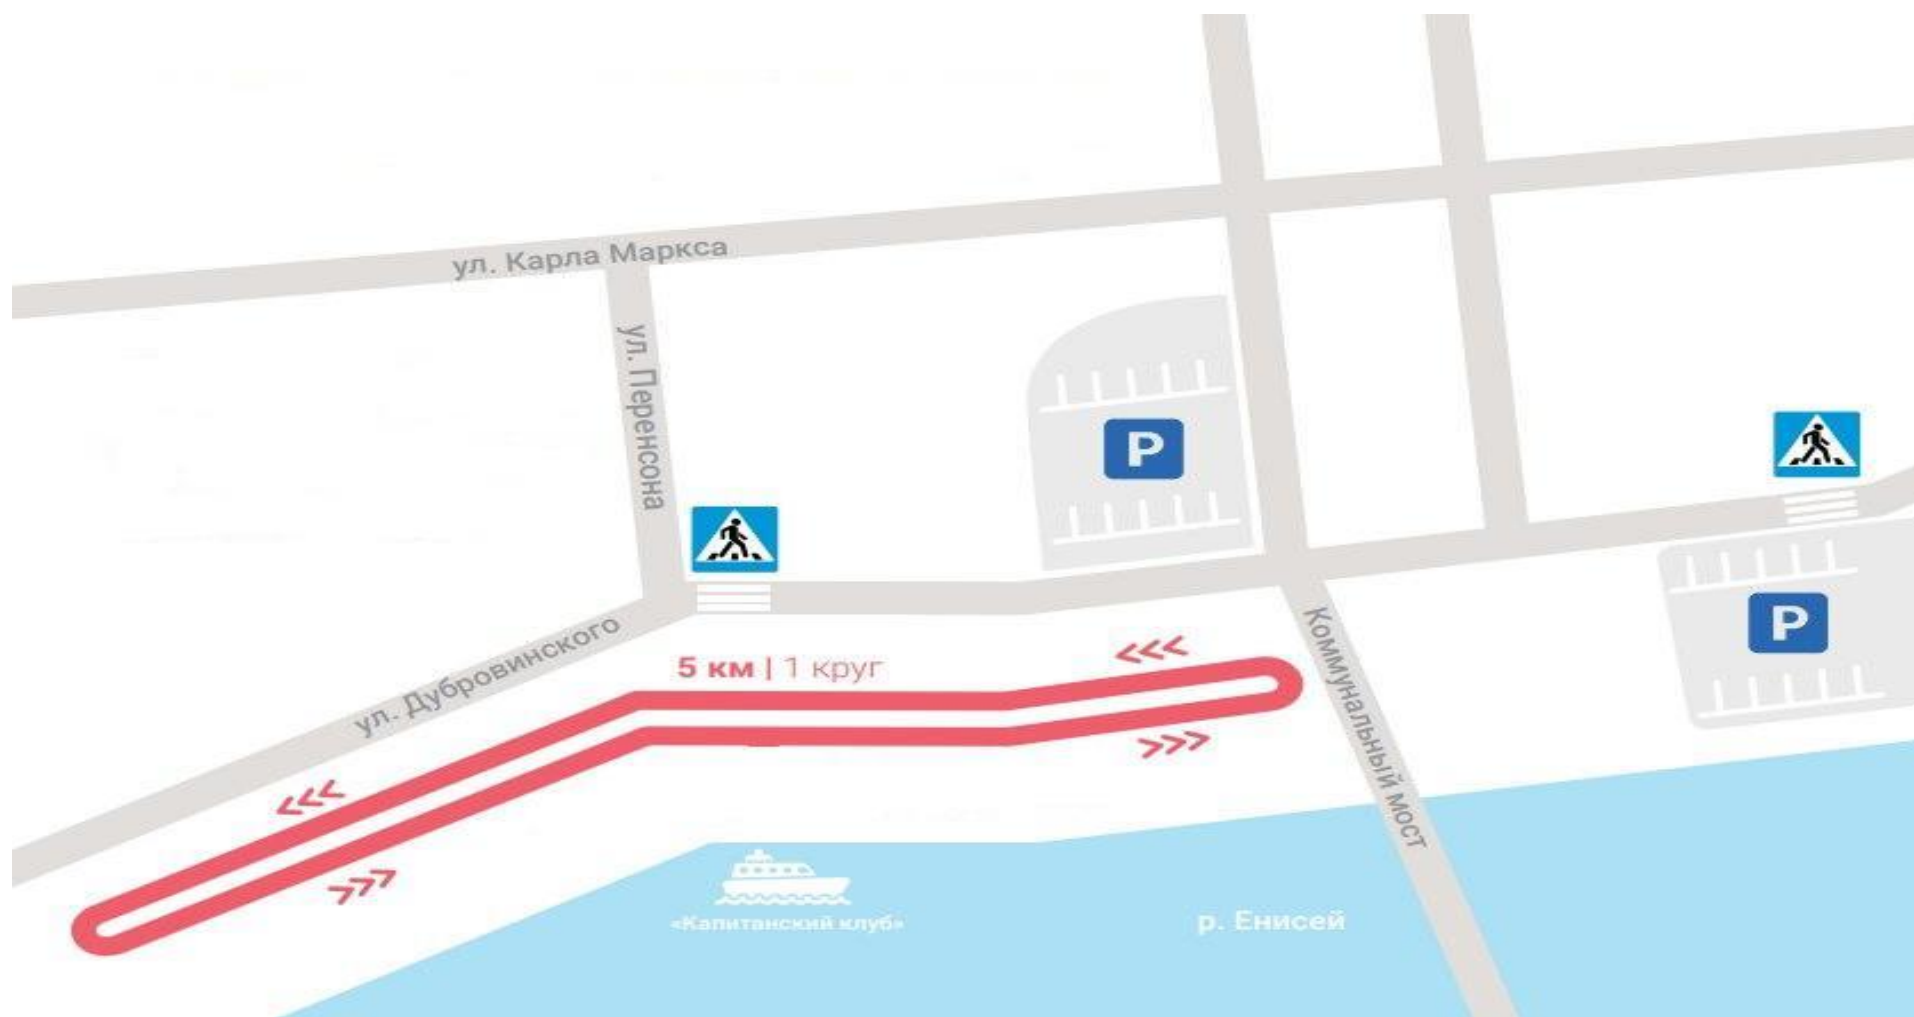 ул. Карла Маркса
ул. Перенсона
P
P
ул. Дубровинского
5 км | 1 круг
<<<
>>>
<<<
>>>
Коммунальный мост
«Капитанский клуб»
р. Енисей